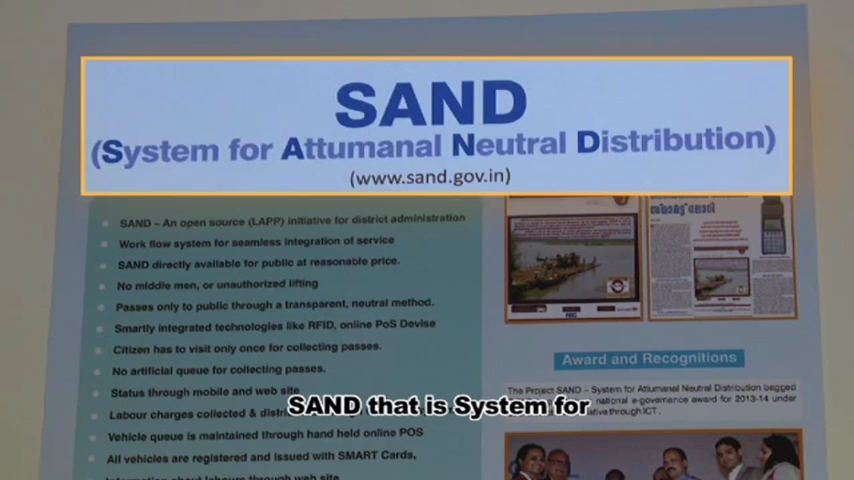 SAND
(System for Attumanal Neutral Distribution)
(www.sand.gov.in)
SAND – An open source (LAPP) initiative for district administration
Work flow system for seamless integration of service
SAND directly available for public at reasonable price.
No middle men, or unauthorized lifting
Passes only to public through a transparent, neutral method.
Smartly integrated technologies like RFID, online PoS Devise
Citizen has to visit only once for collecting passes.
No artificial queue for collecting passes.
Status through mobile and web site
Labour charges collected &
Vehicle queue is maintained through hand held online POS
All vehicles are registered and issued with SMART Cards,
Information about labours through web site
Award and Recognitions
The Project SAND – System for Attumanal Neutral Distribution bagged
national e-governance award for 2013-14 under
through ICT.
SAND that is System for